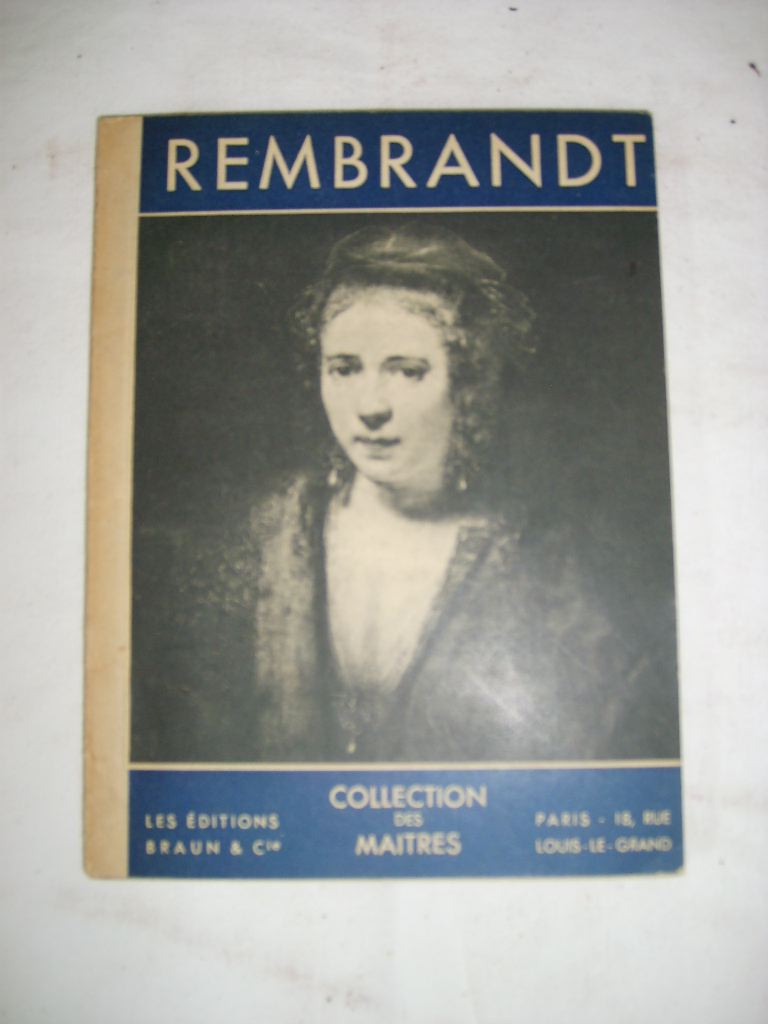 REMBRANDT
LES ÉDITIONS
BRAUN & Cie
COLLECTION
DES
MAITRES
PARIS - 18, RUE
LOUIS-LE-GRAND